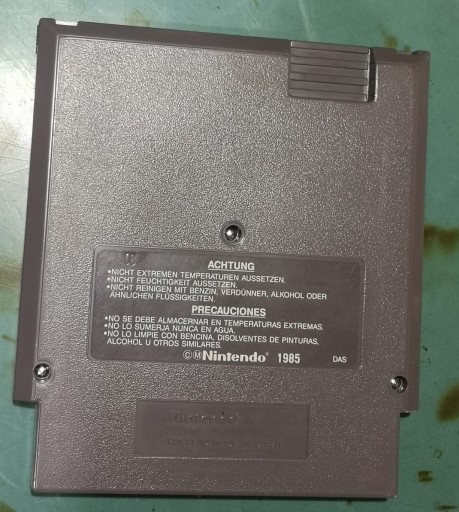 ACHTUNG
•NICHT EXTREMEN TEMPERATUREN AUSSETZEN.
•NICHT FEUCHTIGKEIT AUSSETZEN.
•NICHT REINIGEN MIT BENZIN, VERDÜNNER, ALKOHOL ODER
ÄHNLICHEN FLÜSSIGKEITEN.
PRECAUCIONES
•NO SE DEBE ALMACERNAR EN TEMPERATURAS EXTREMAS.
•NO LO SUMERJA NUNCA EN AGUA.
•NO LO LIMPIE CON BENCINA, DISOLVENTES DE PINTURAS,
ALCOHOL U OTROS SIMILARES.
©ⓂNintendo® 1985 DAS
Nintendo